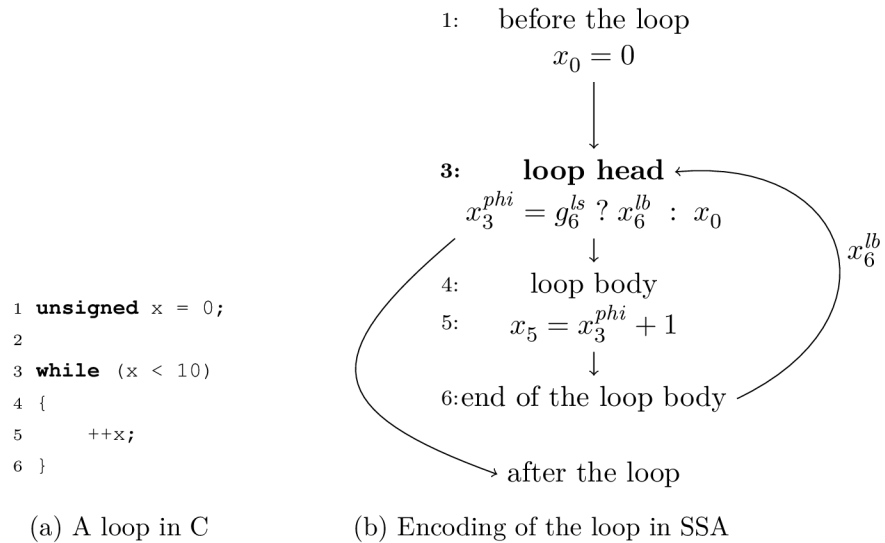 1 unsigned x = 0;
2
3 while (x < 10)
4 {
5 ++x;
6 }
(a) A loop in C
1: before the loop
x_0 = 0
3: loop head
x_3^{phi} = g_6^{ls} ? x_6^{lb} : x_0
x_6^{lb}
4: loop body
5: x_5 = x_3^{phi} + 1
6:end of the loop body
after the loop
(b) Encoding of the loop in SSA